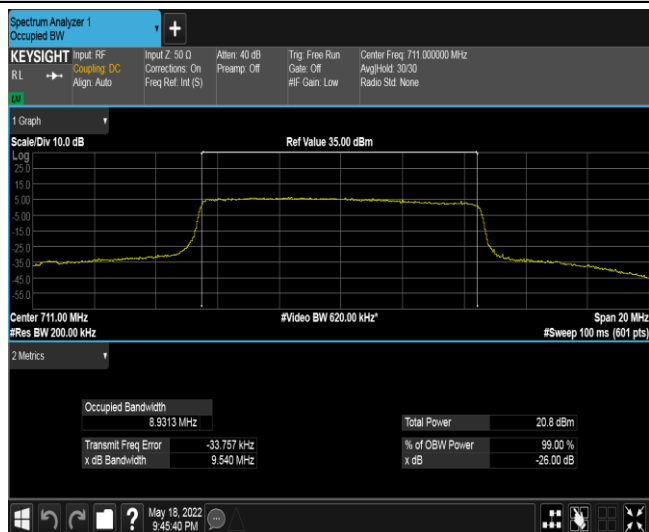 Spectrum Analyzer 1
Occupied BW
+
KEYSIGHT
RL
LXI
Input: RF
Coupling: DC
Align: Auto
Input Z: 50 Ω
Corrections: On
Freq Ref: Int (S)
Atten: 40 dB
Preamp: Off
Trig: Free Run
Gate: Off
#IF Gain: Low
Center Freq: 711.000000 MHz
Avg|Hold: 30/30
Radio Std: None
1 Graph
Scale/Div 10.0 dB
Ref Value 35.00 dBm
Log
25.0
15.0
5.00
-5.00
-15.0
-25.0
-35.0
-45.0
-55.0
Center 711.00 MHz
#Video BW 620.00 kHz*
Span 20 MHz
#Res BW 200.00 kHz
#Sweep 100 ms (601 pts)
2 Metrics
Occupied Bandwidth
8.9313 MHz
Total Power 20.8 dBm
Transmit Freq Error -33.757 kHz
% of OBW Power 99.00 %
x dB Bandwidth 9.540 MHz
x dB -26.00 dB
?
May 18, 2022
9:45:40 PM